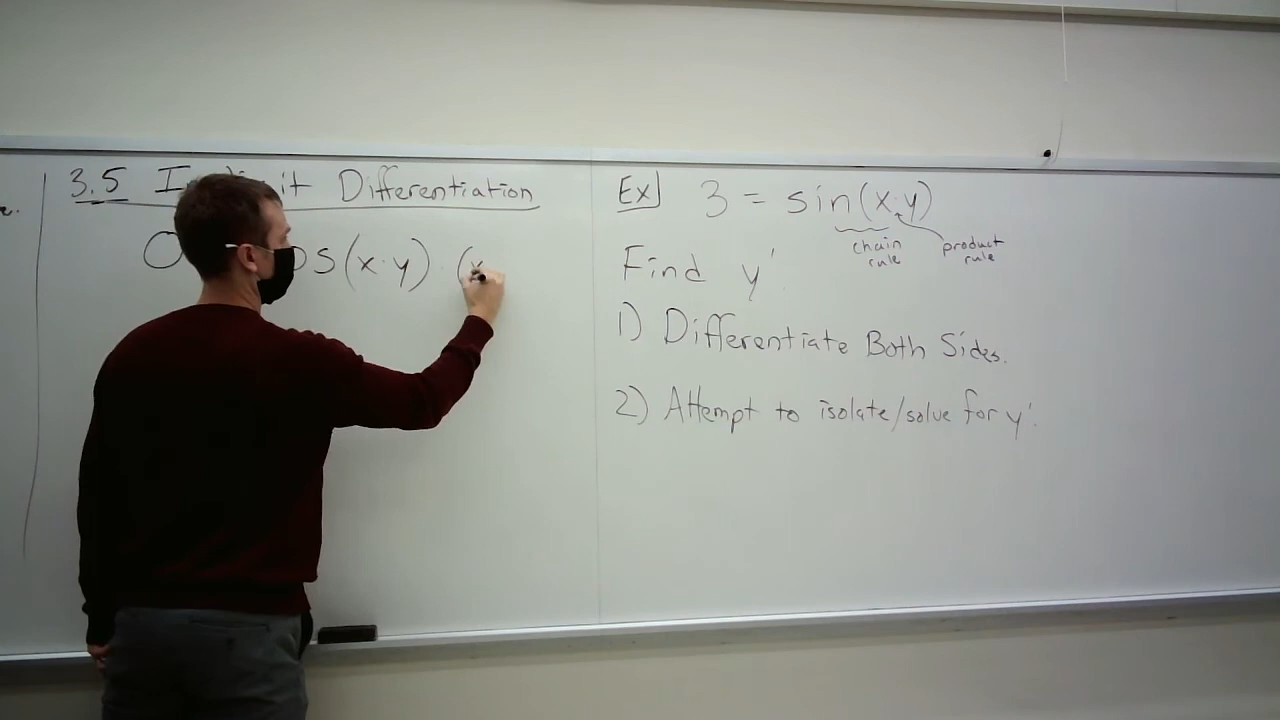 3.5 Differentiation
(x·y) (x
Ex] 3 = sin(x·y)
chain rule
product rule
Find y'
1) Differentiate Both Sides.
2) Attempt to isolate/solve for y'.